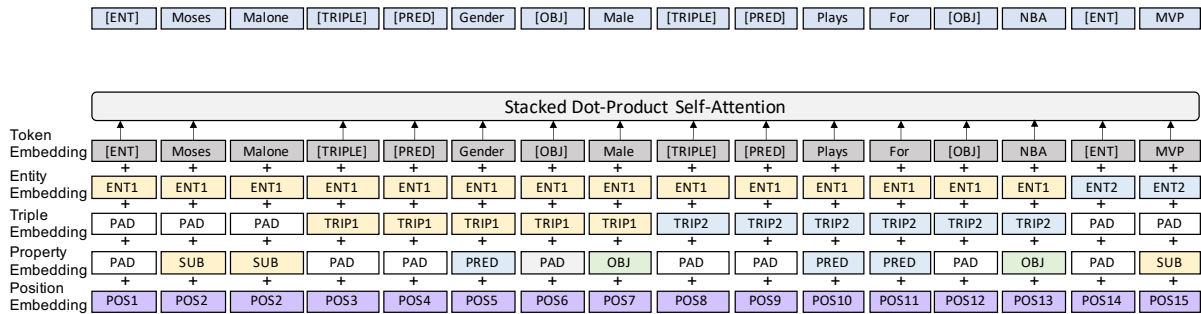 [ENT] Moses Malone [TRIPLE] [PRED] Gender [OBJ] Male [TRIPLE] [PRED] Plays For [OBJ] NBA [ENT] MVP
Stacked Dot-Product Self-Attention
Token Embedding [ENT] Moses Malone [TRIPLE] [PRED] Gender [OBJ] Male [TRIPLE] [PRED] Plays For [OBJ] NBA [ENT] MVP
+ + + + + + + + + + + + + + + +
Entity Embedding ENT1 ENT1 ENT1 ENT1 ENT1 ENT1 ENT1 ENT1 ENT1 ENT1 ENT1 ENT1 ENT1 ENT1 ENT2 ENT2
+ + + + + + + + + + + + + + + +
Triple Embedding PAD PAD PAD TRIP1 TRIP1 TRIP1 TRIP1 TRIP1 TRIP2 TRIP2 TRIP2 TRIP2 TRIP2 TRIP2 PAD PAD
+ + + + + + + + + + + + + + + +
Property Embedding PAD SUB SUB PAD PAD PRED PAD OBJ PAD PAD PRED PRED PAD OBJ PAD SUB
+ + + + + + + + + + + + + + + +
Position Embedding POS1 POS2 POS2 POS3 POS4 POS5 POS6 POS7 POS8 POS9 POS10 POS11 POS12 POS13 POS14 POS15